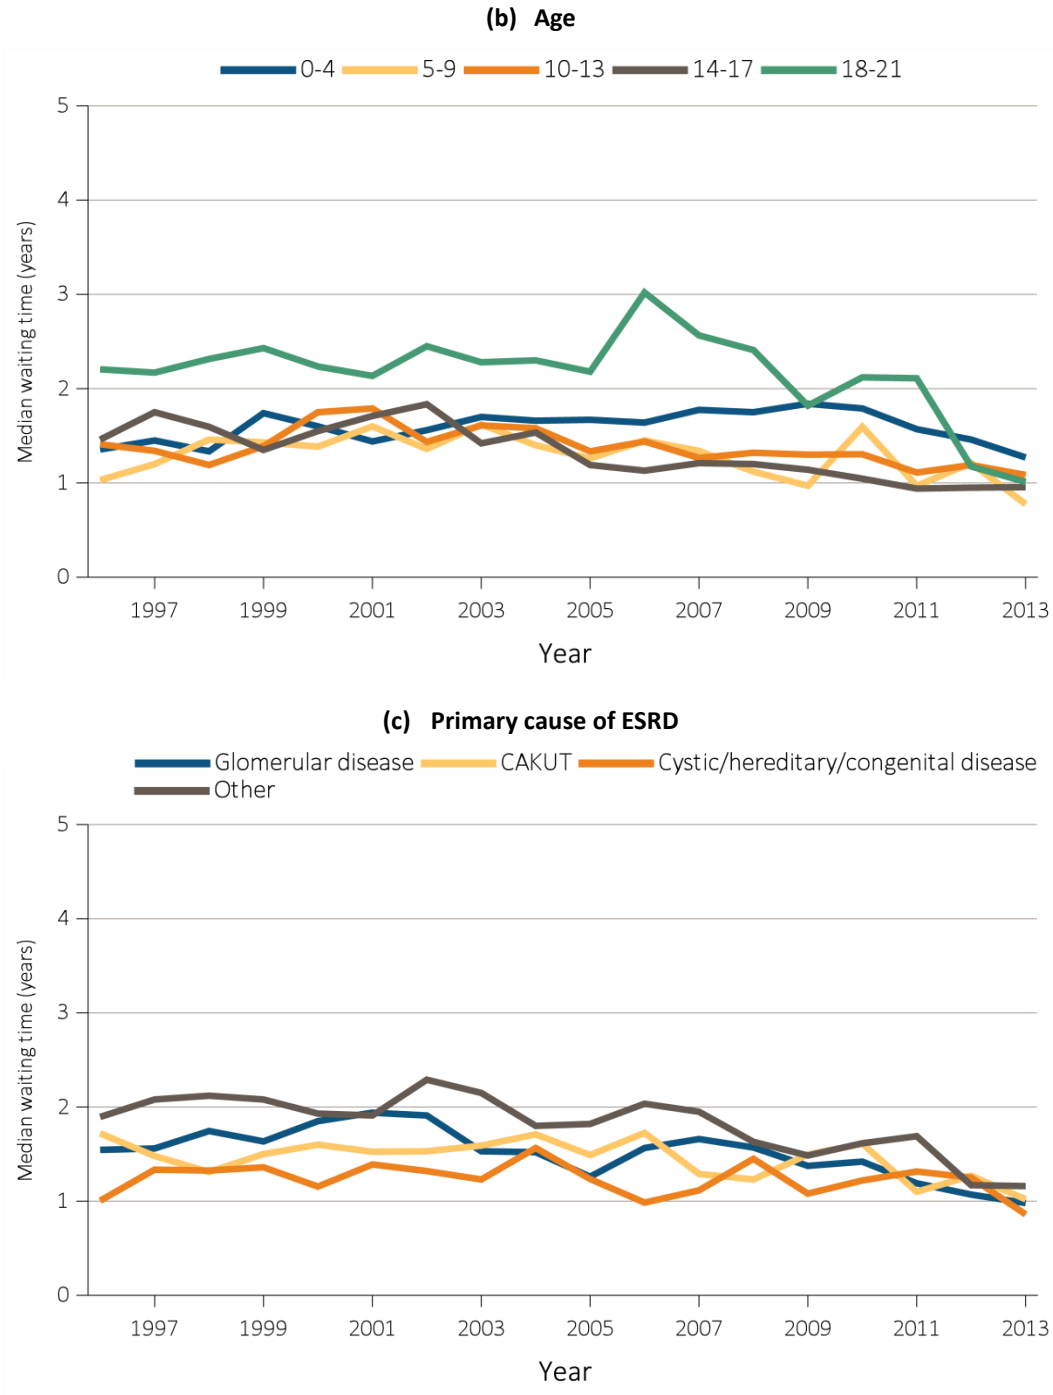 (b) Age
0-4 5-9 10-13 14-17 18-21
5
4
3
2
1
0
Median waiting time (years)
1997 1999 2001 2003 2005 2007 2009 2011 2013
Year
(c) Primary cause of ESRD
Glomerular disease CAKUT Cystic/hereditary/congenital disease
Other
5
4
3
2
1
0
Median waiting time (years)
1997 1999 2001 2003 2005 2007 2009 2011 2013
Year